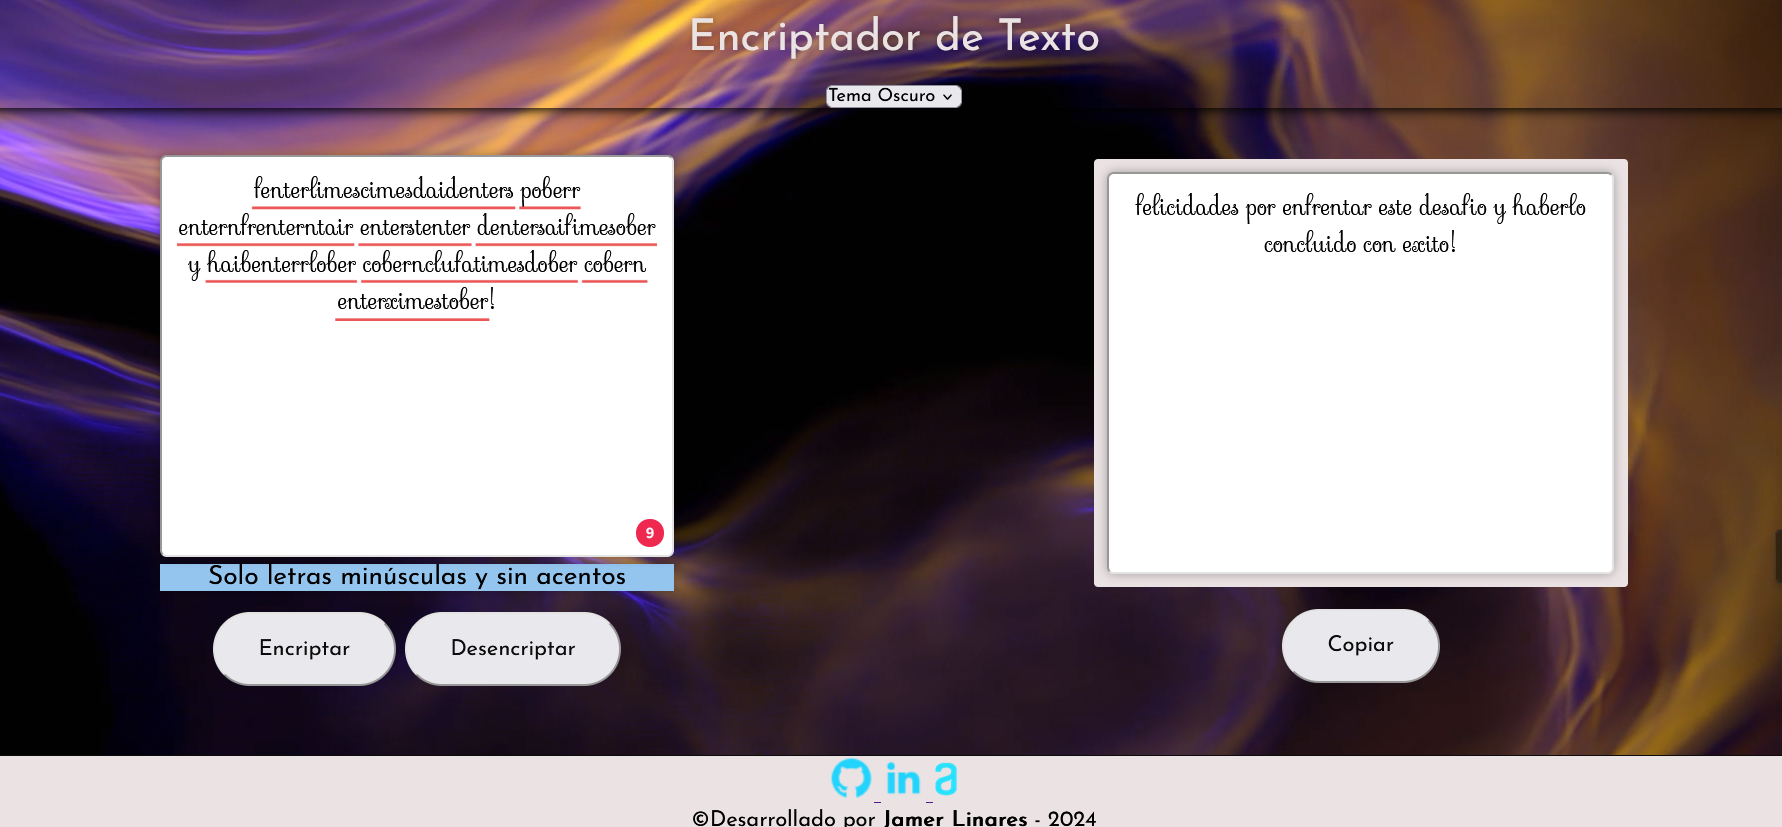 Encriptador de Texto
Tema Oscuro
fenterlimescimesdaidenters poberr
enternfrenterntair enterstenter dentersaifimesober
y haibenterrlober cobernclufatimesdober cobern
enterximestober!
9
Solo letras minúsculas y sin acentos
Encriptar
Desencriptar
felicidades por enfrentar este desafio y haberlo
concluido con exito!
Copiar
in a
©Desarrollado por Jamer Linares - 2024